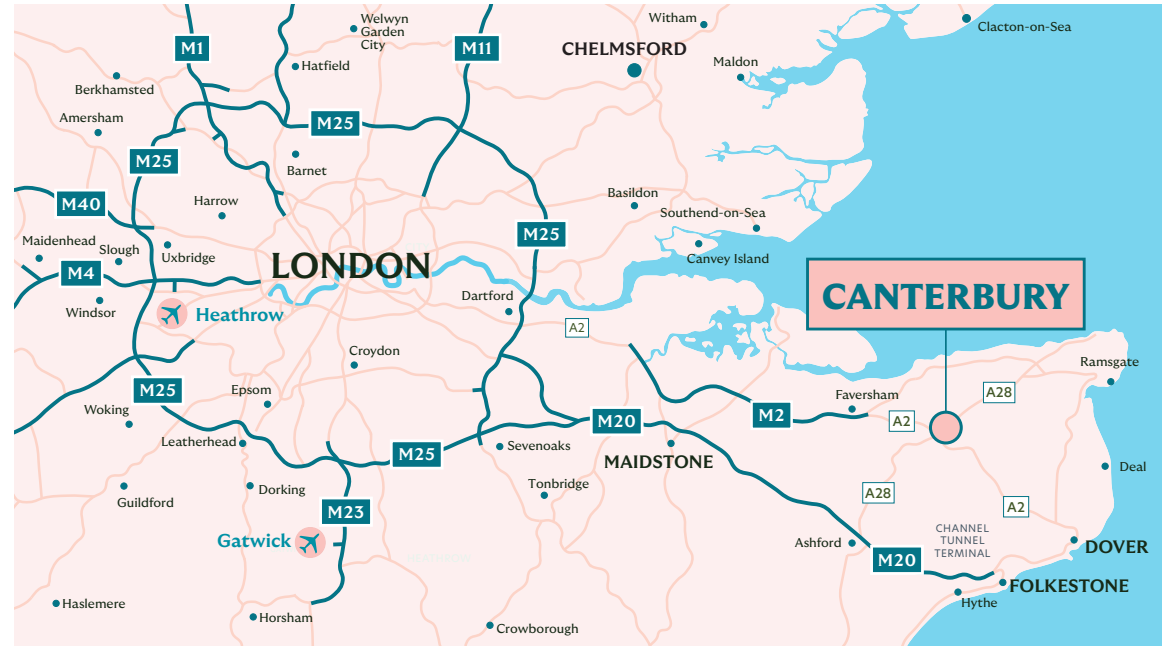 Welwyn
Garden
City
Witham
Clacton-on-Sea
M1
M11
CHELMSFORD
Hatfield
Maldon
Berkhamsted
Amersham
M25
M25
Barnet
Basildon
M40
Harrow
Southend-on-Sea
M25
Maidenhead
Slough
Uxbridge
Canvey Island
M4
LONDON
CANTERBURY
Dartford
Windsor
Heathrow
A2
Croydon
Ramsgate
M25
Epsom
Faversham
A28
Woking
M20
M2
A2
Leatherhead
M25
Sevenoaks
MAIDSTONE
Deal
Guildford
Dorking
Tonbridge
A28
M23
A2
Gatwick
CHANNEL
TUNNEL
TERMINAL
Ashford
DOVER
M20
FOLKESTONE
Haslemere
Hythe
Horsham
Crowborough